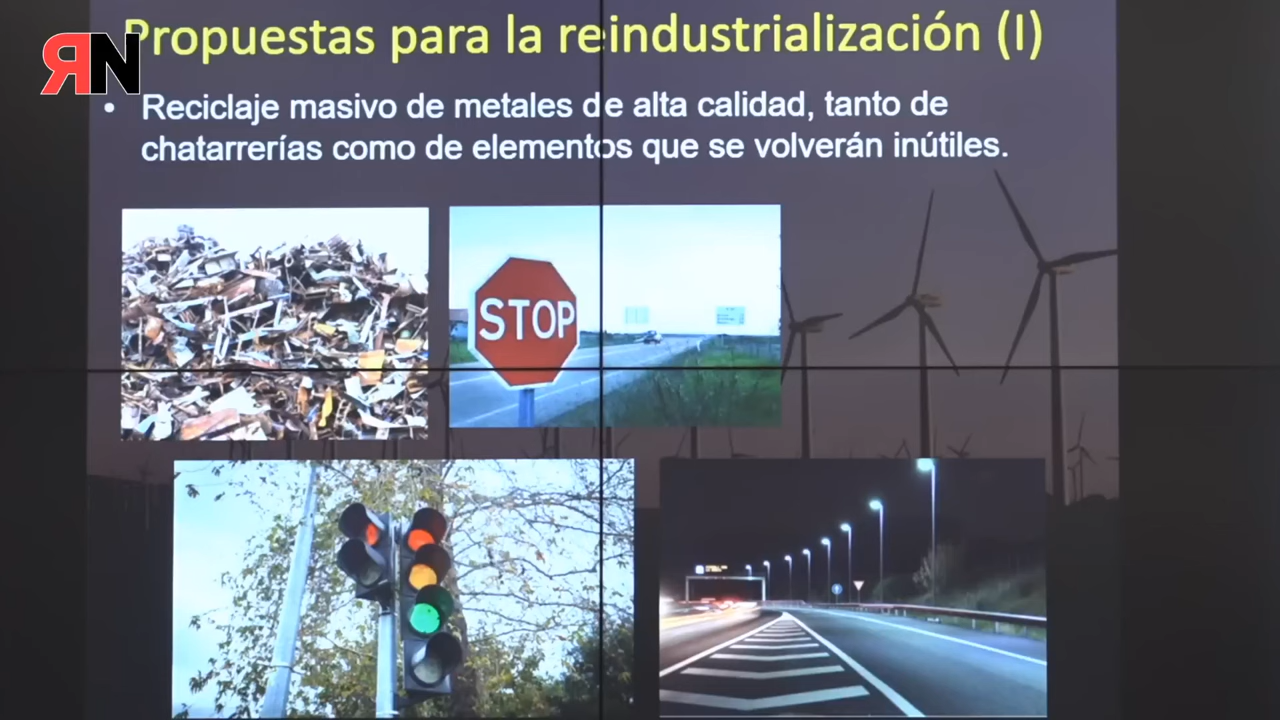 Propuestas para la reindustrialización (I)
RN
• Reciclaje masivo de metales de alta calidad, tanto de
chatarrerías como de elementos que se volverán inútiles.
STOP